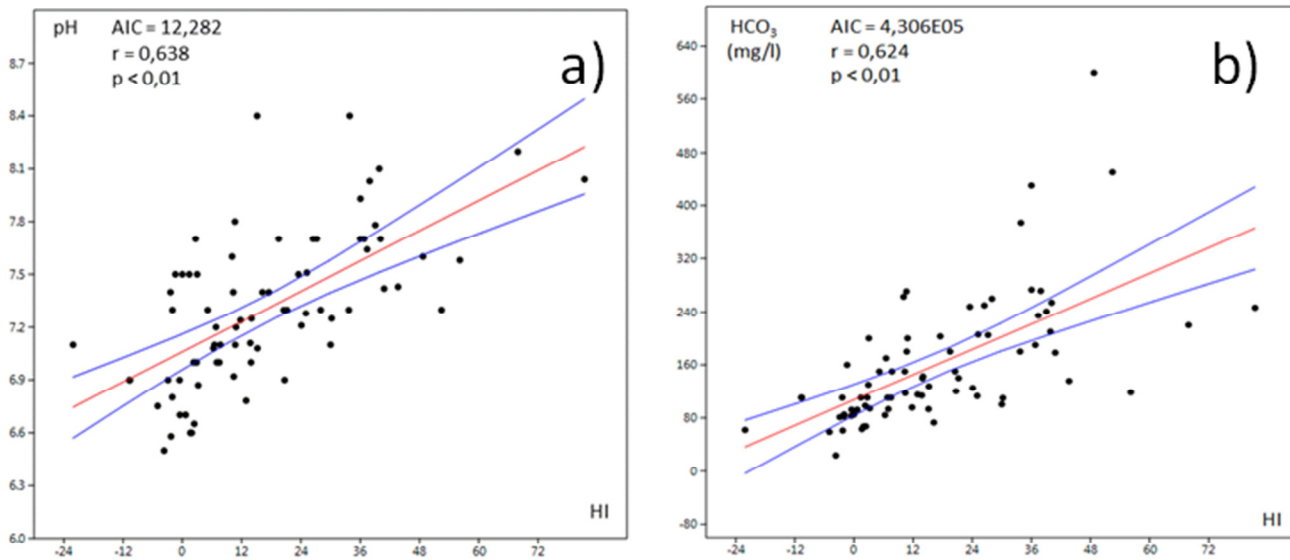 pH AIC = 12,282
r = 0,638
p < 0,01
a)
8.7
8.4
8.1
7.8
7.5
7.2
6.9
6.6
6.3
6.0
HI
-24 -12 0 12 24 36 48 60 72
HCO₃ AIC = 4,306E05
(mg/l) r = 0,624
p < 0,01
b)
640
560
480
400
320
240
160
80
0
-80
HI
-24 -12 0 12 24 36 48 60 72